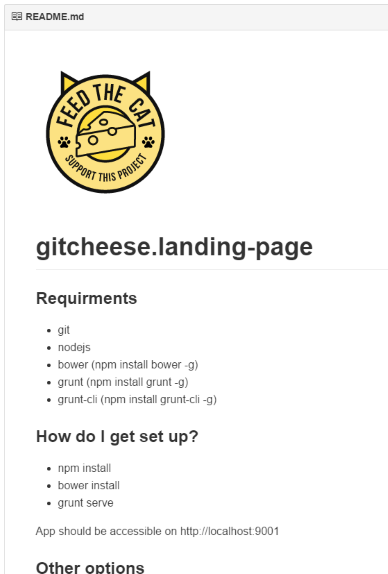 README.md
FEED THE CAT
SUPPORT THIS PROJECT
gitcheese.landing-page
Requirments
git
nodejs
bower (npm install bower -g)
grunt (npm install grunt -g)
grunt-cli (npm install grunt-cli -g)
How do I get set up?
npm install
bower install
grunt serve
App should be accessible on http://localhost:9001
Other options